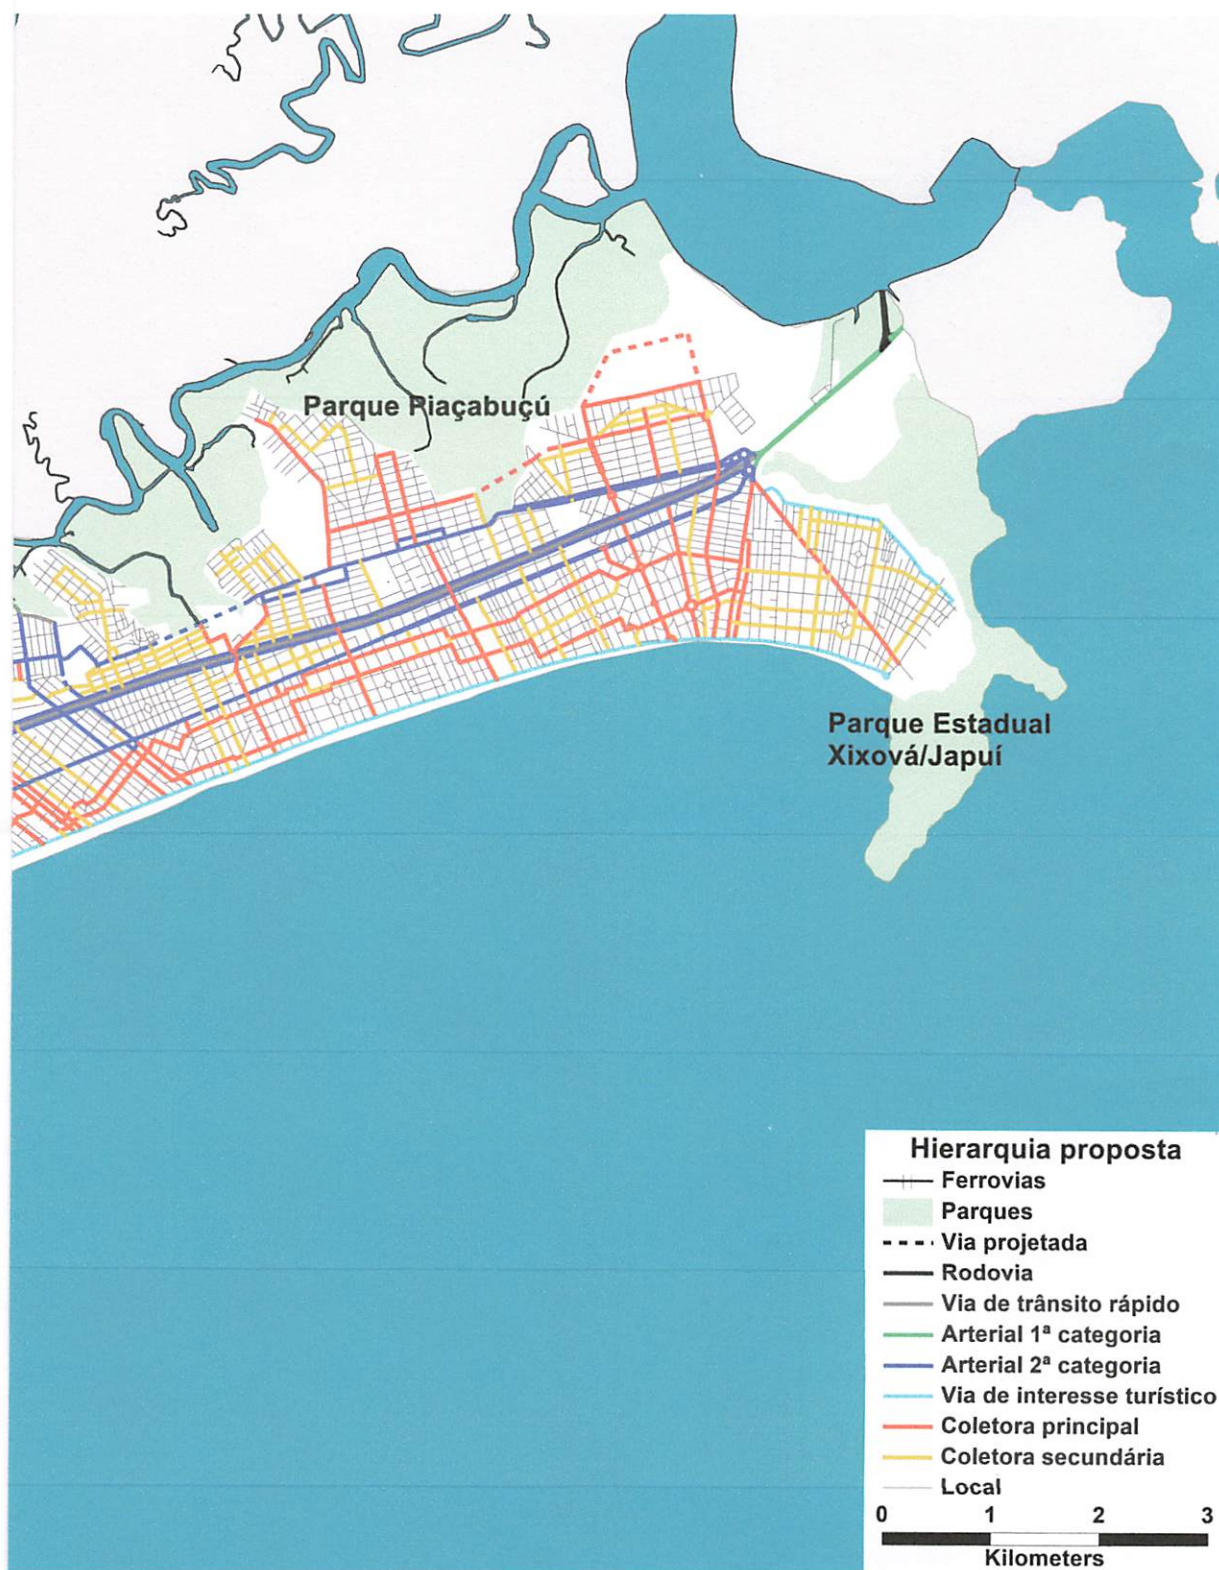 Parque Piaçabuçú
Parque Estadual
Xixová/Japuí
Hierarquia proposta
Ferrovias
Parques
Via projetada
Rodovia
Via de trânsito rápido
Arterial 1ª categoria
Arterial 2ª categoria
Via de interesse turístico
Coletora principal
Coletora secundária
Local
0 1 2 3
Kilometers